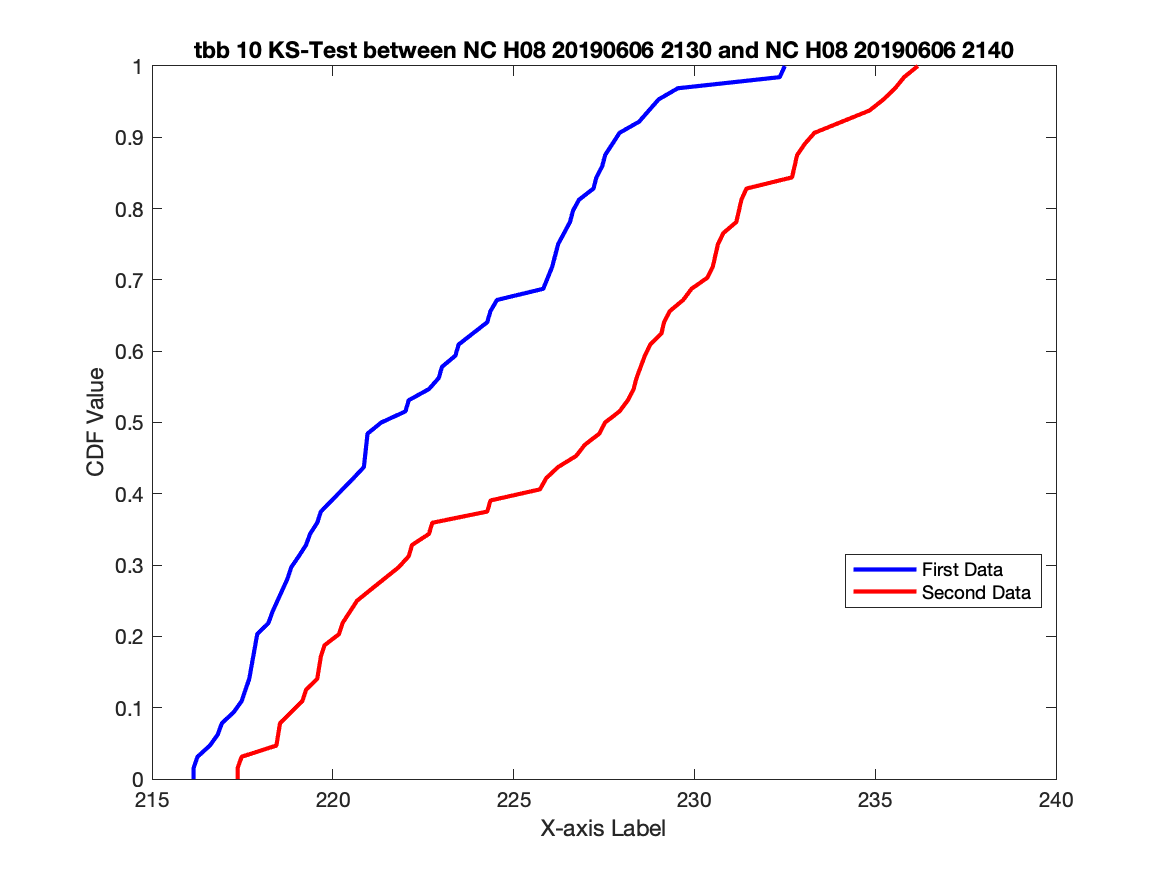 tbb 10 KS-Test between NC H08 20190606 2130 and NC H08 20190606 2140
1
0.9
0.8
0.7
0.6
0.5
0.4
0.3
0.2
0.1
0
CDF Value
First Data
Second Data
215 220 225 230 235 240
X-axis Label